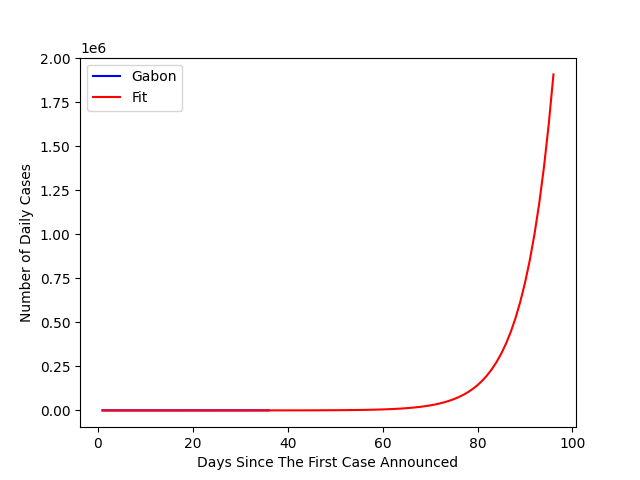 1e6
2.00
1.75
1.50
1.25
1.00
0.75
0.50
0.25
0.00
Number of Daily Cases
Gabon
Fit
0 20 40 60 80 100
Days Since The First Case Announced